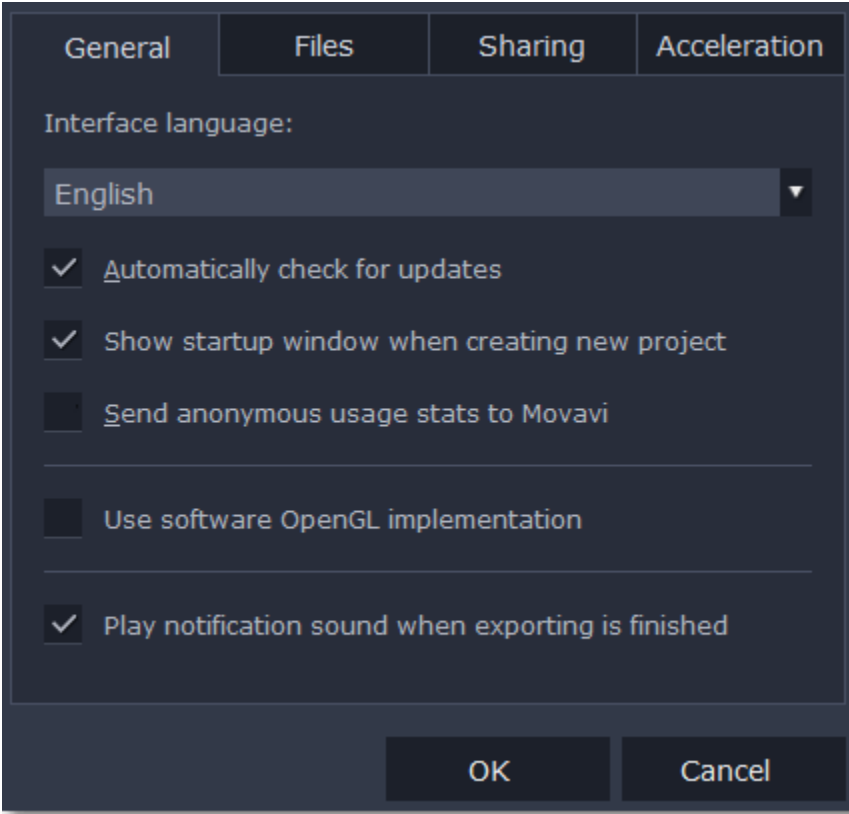 General Files Sharing Acceleration
Interface language:
English
Automatically check for updates
Show startup window when creating new project
Send anonymous usage stats to Movavi
Use software OpenGL implementation
Play notification sound when exporting is finished
OK Cancel